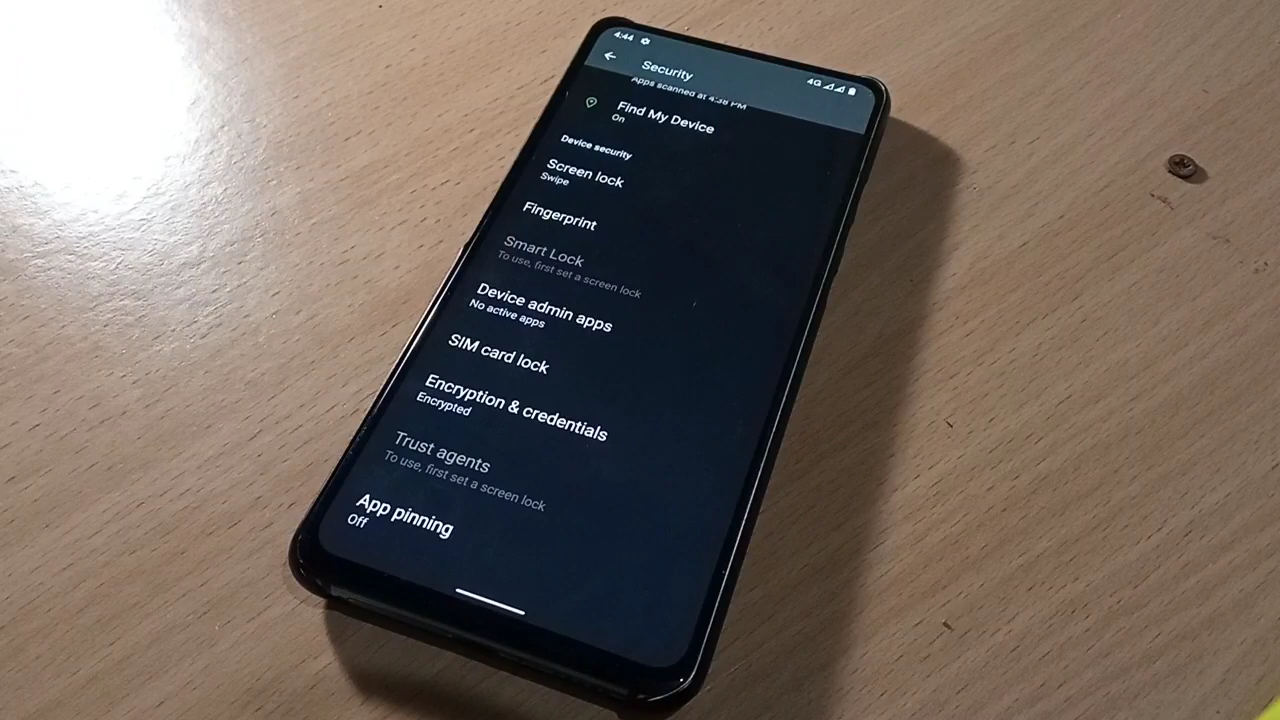 4:44
4G
Security
Apps scanned at 4:38 PM
Find My Device
On
Device security
Screen lock
Swipe
Fingerprint
Smart Lock
To use, first set a screen lock
Device admin apps
No active apps
SIM card lock
Encryption & credentials
Encrypted
Trust agents
To use, first set a screen lock
App pinning
Off